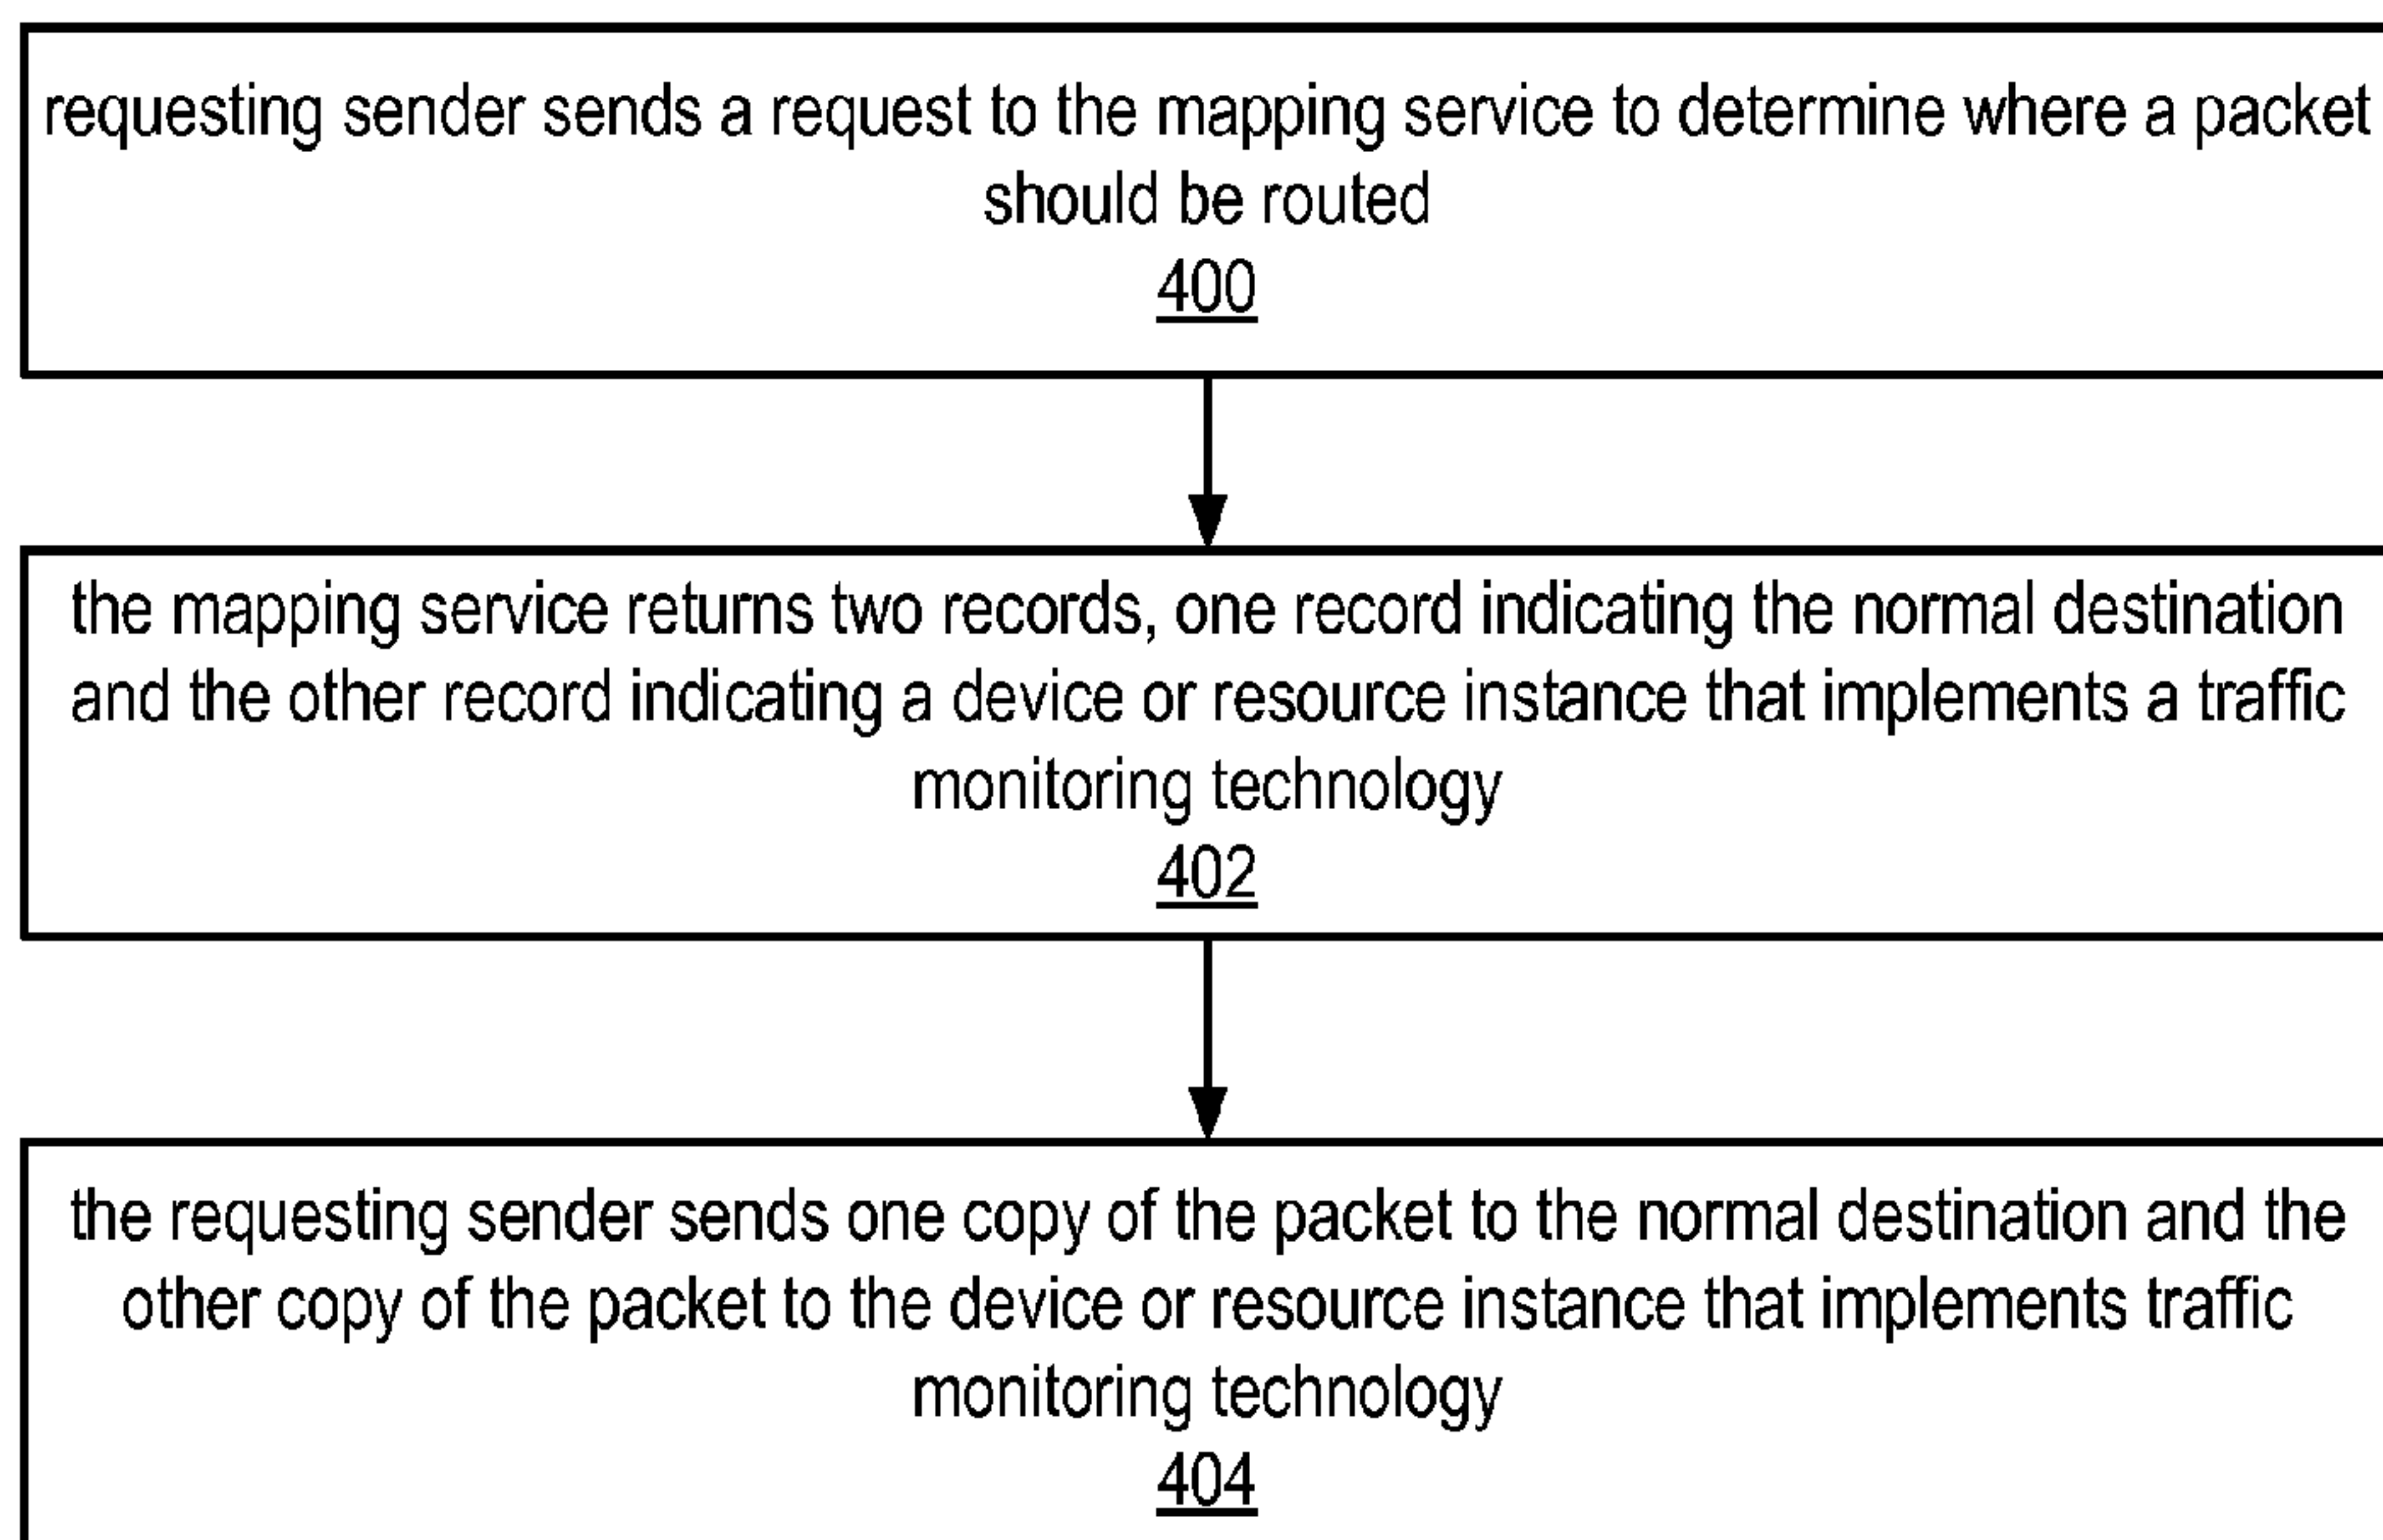 requesting sender sends a request to the mapping service to determine where a packet
should be routed
400
the mapping service returns two records, one record indicating the normal destination
and the other record indicating a device or resource instance that implements a traffic
monitoring technology
402
the requesting sender sends one copy of the packet to the normal destination and the
other copy of the packet to the device or resource instance that implements traffic
monitoring technology
404